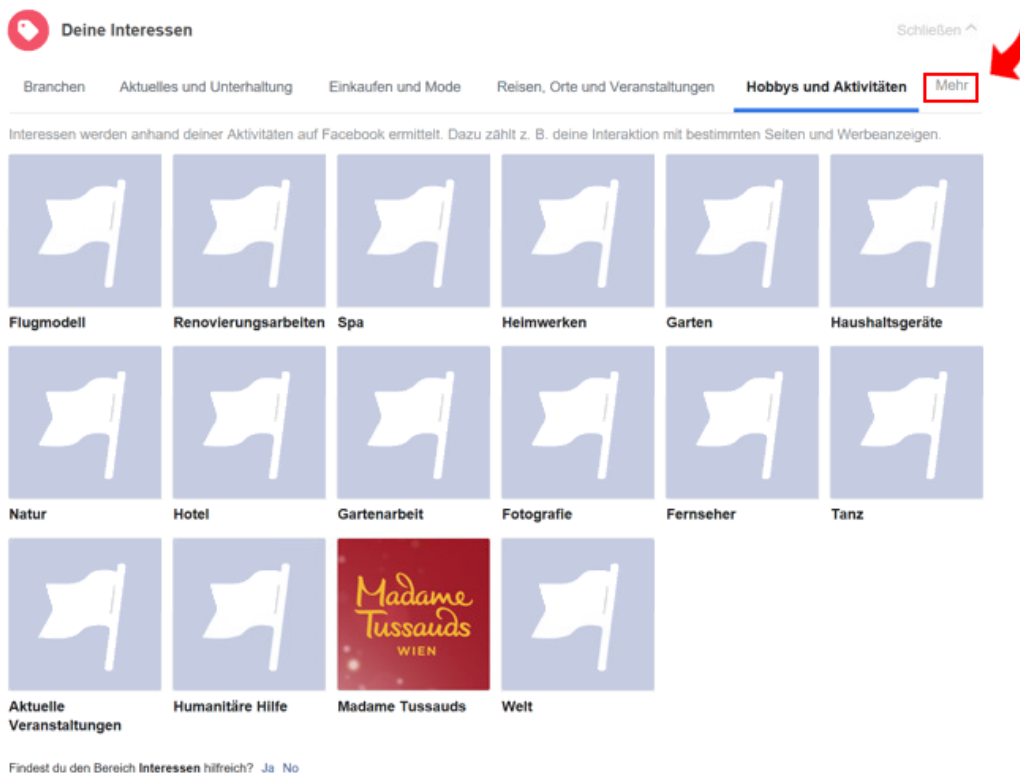 Deine Interessen
Schließen
Branchen Aktuelles und Unterhaltung Einkaufen und Mode Reisen, Orte und Veranstaltungen Hobbys und Aktivitäten Mehr
Interessen werden anhand deiner Aktivitäten auf Facebook ermittelt. Dazu zählt z. B. deine Interaktion mit bestimmten Seiten und Werbeanzeigen.
Flugmodell Renovierungsarbeiten Spa Heimwerken Garten Haushaltsgeräte
Natur Hotel Gartenarbeit Fotografie Fernseher Tanz
Madame
Tussauds
WIEN
Aktuelle
Veranstaltungen
Humanitäre Hilfe
Madame Tussauds
Welt
Findest du den Bereich Interessen hilfreich? Ja No